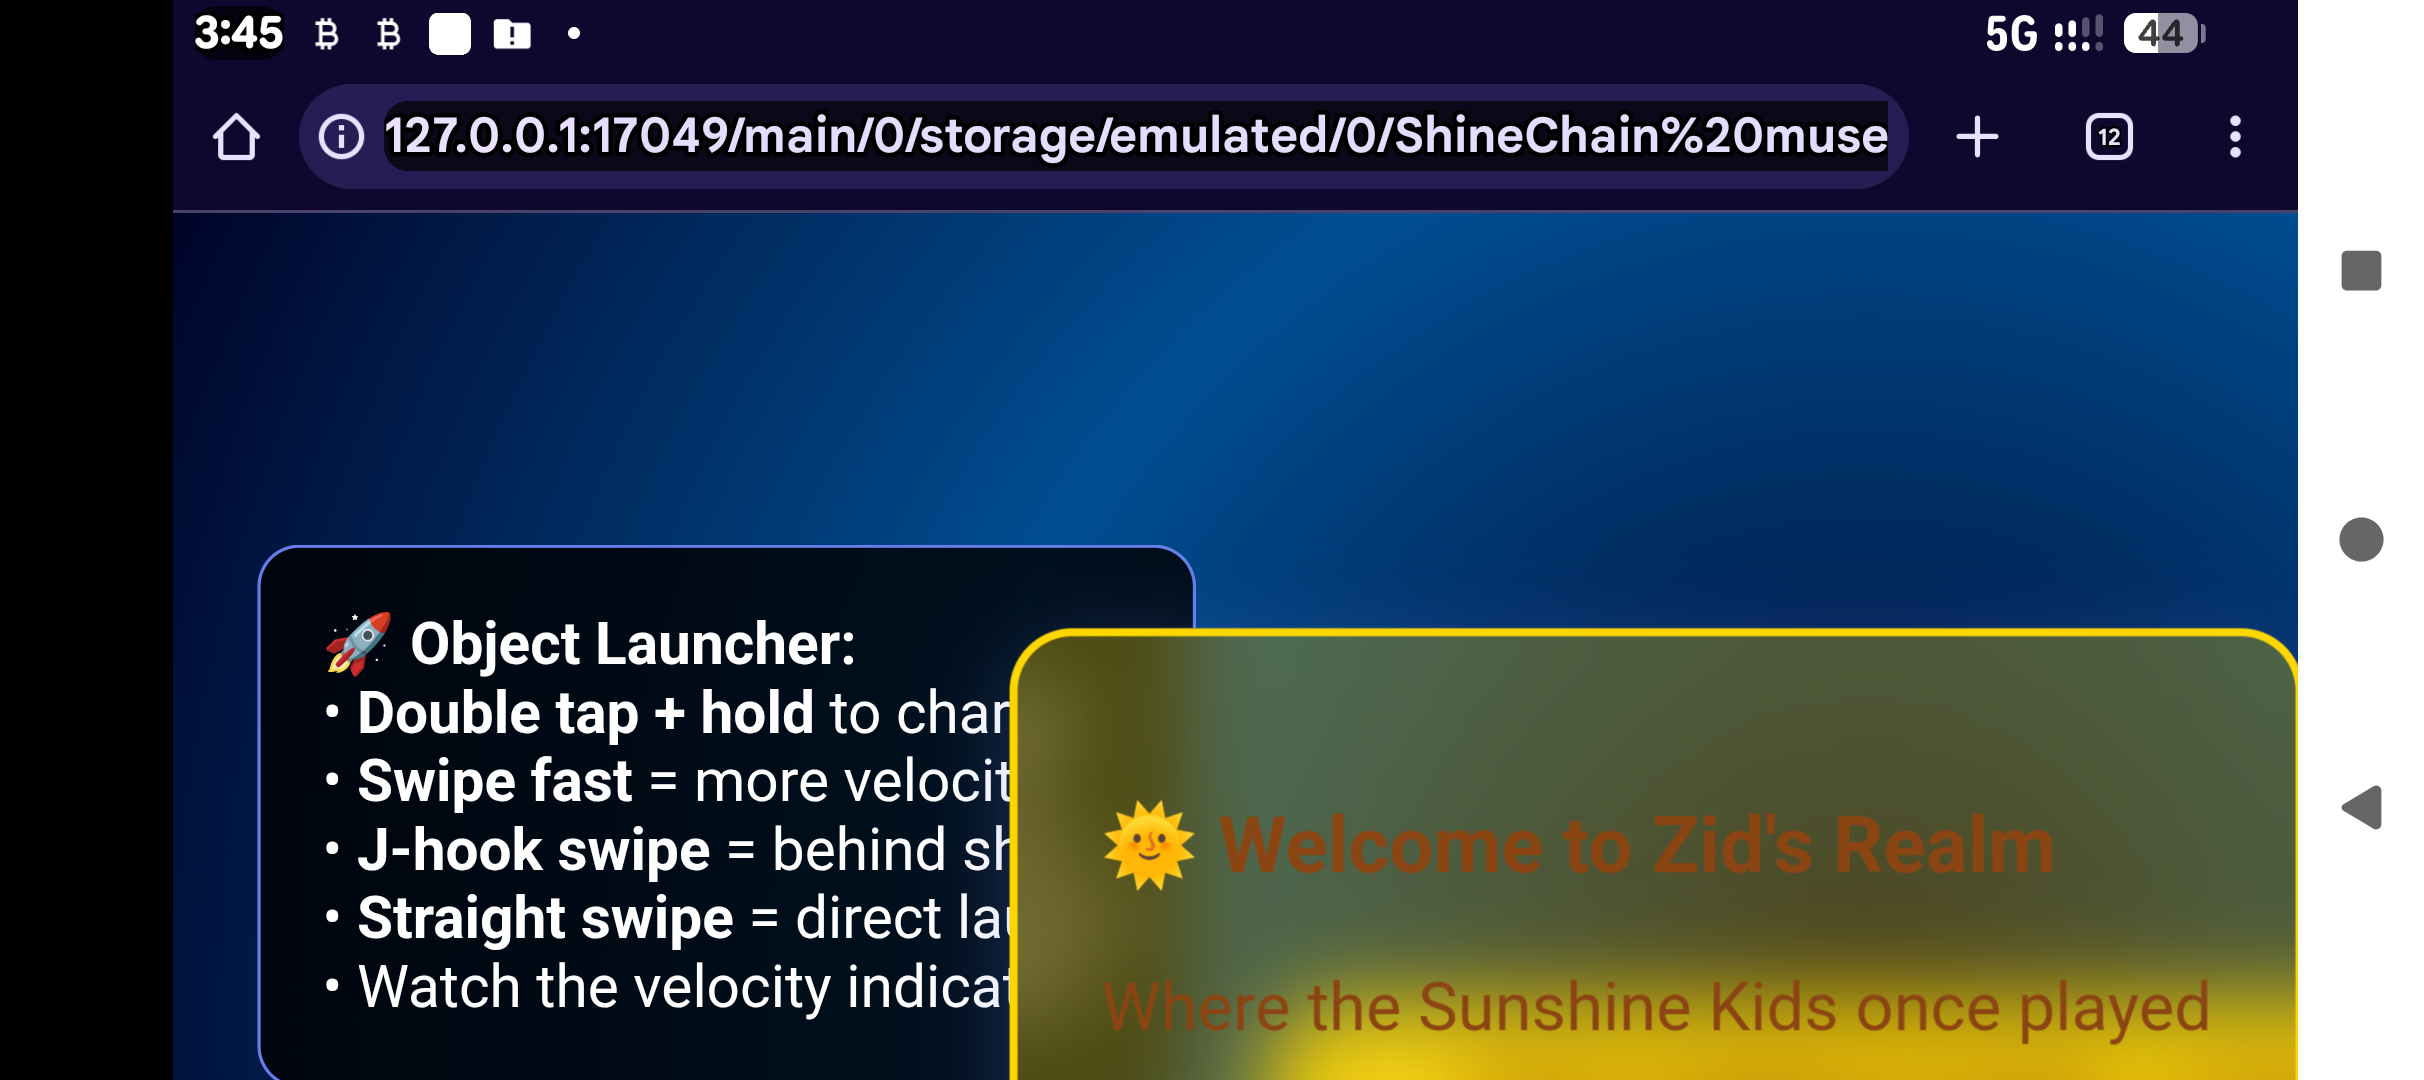 3:45
5G
44
127.0.0.1:17049/main/0/storage/emulated/0/ShineChain%20muse
12
Object Launcher:
• Double tap + hold to char
• Swipe fast = more velocit
• J-hook swipe = behind sh
• Straight swipe = direct lau
• Watch the velocity indicat
Welcome to Zid's Realm
Where the Sunshine Kids once played